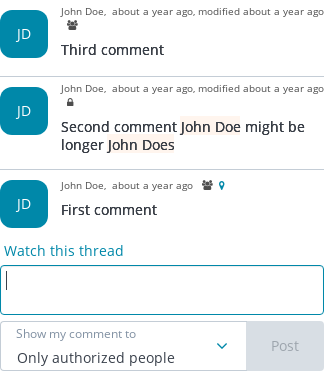 JD
John Doe,  about a year ago, modified about a year ago
Third comment
JD
John Doe,  about a year ago, modified about a year ago
Second comment John Doe might be
longer John Does
JD
John Doe,  about a year ago
First comment
Watch this thread
Show my comment to
Only authorized people
Post